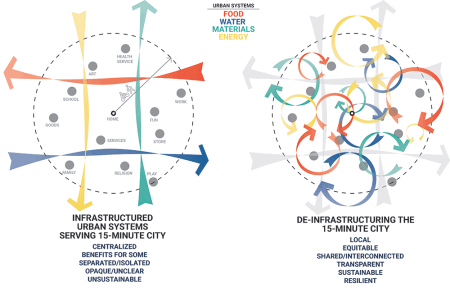 URBAN SYSTEMS
FOOD
WATER
MATERIALS
ENERGY
HEALTH
SERVICE
ART
SCHOOL
WORK
HOME
GOODS
FUN
SERVICES
STORE
FAMILY
RELIGION
PLAY
INFRASTRUCTURED
URBAN SYSTEMS
SERVING 15-MINUTE CITY
CENTRALIZED
BENEFITS FOR SOME
SEPARATED/ISOLATED
OPAQUE/UNCLEAR
UNSUSTAINABLE
DE-INFRASTRUCTURING THE
15-MINUTE CITY
LOCAL
EQUITABLE
SHARED/INTERCONNECTED
TRANSPARENT
SUSTAINABLE
RESILIENT